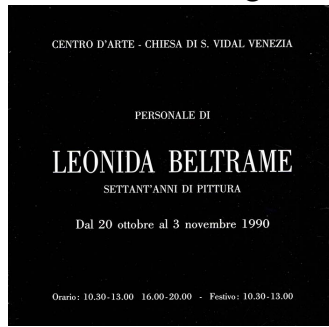 CENTRO D'ARTE - CHIESA DI S. VIDAL VENEZIA
PERSONALE DI
LEONIDA BELTRAME
SETTANT'ANNI DI PITTURA
Dal 20 ottobre al 3 novembre 1990
Orario: 10.30-13.00 16.00-20.00 - Festivo: 10.30-13.00